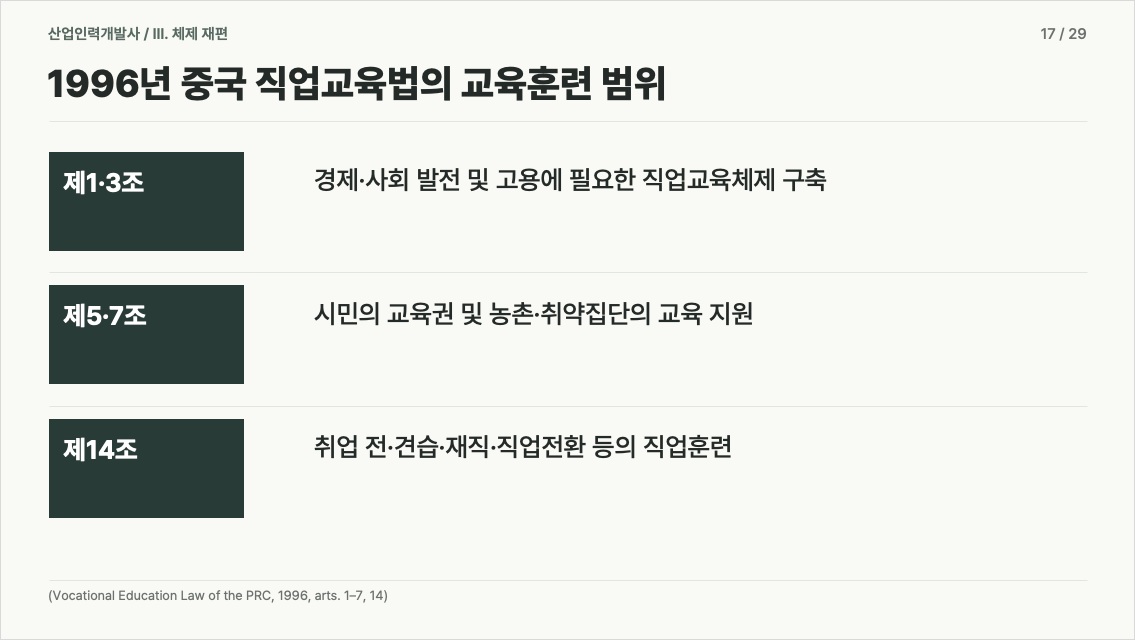 산업인력개발사 / III. 체제 재편
17 / 29
1996년 중국 직업교육법의 교육훈련 범위
제1·3조
경제·사회 발전 및 고용에 필요한 직업교육체제 구축
제5·7조
시민의 교육권 및 농촌·취약집단의 교육 지원
제14조
취업 전·견습·재직·직업전환 등의 직업훈련
(Vocational Education Law of the PRC, 1996, arts. 1–7, 14)